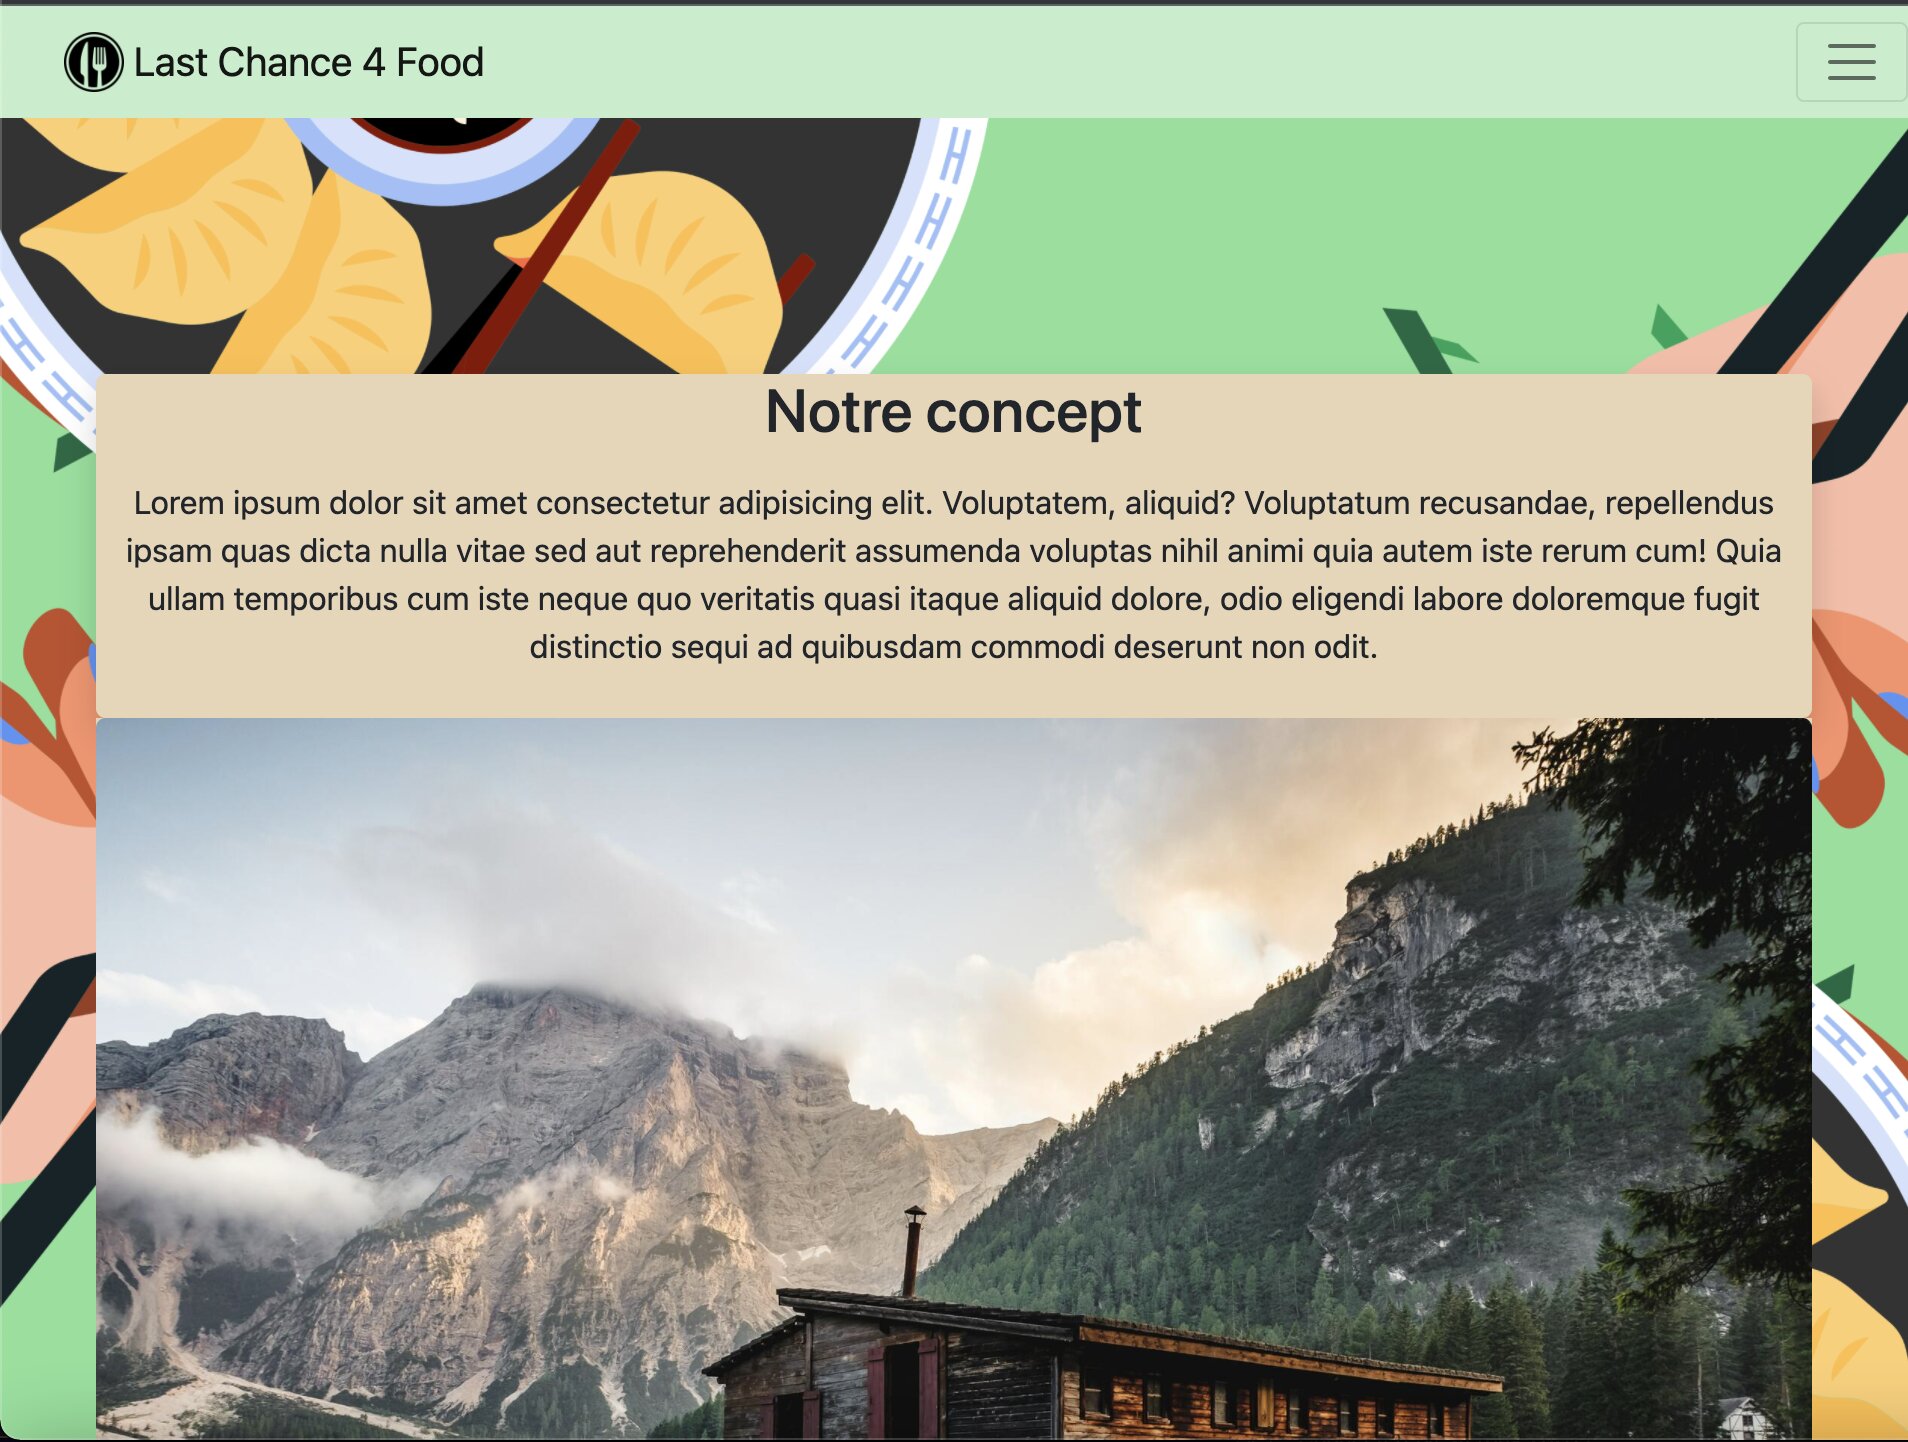 Last Chance 4 Food
Notre concept
Lorem ipsum dolor sit amet consectetur adipisicing elit. Voluptatem, aliquid? Voluptatum recusandae, repellendus
ipsam quas dicta nulla vitae sed aut reprehenderit assumenda voluptas nihil animi quia autem iste rerum cum! Quia
ullam temporibus cum iste neque quo veritatis quasi itaque aliquid dolore, odio eligendi labore doloremque fugit
distinctio sequi ad quibusdam commodi deserunt non odit.